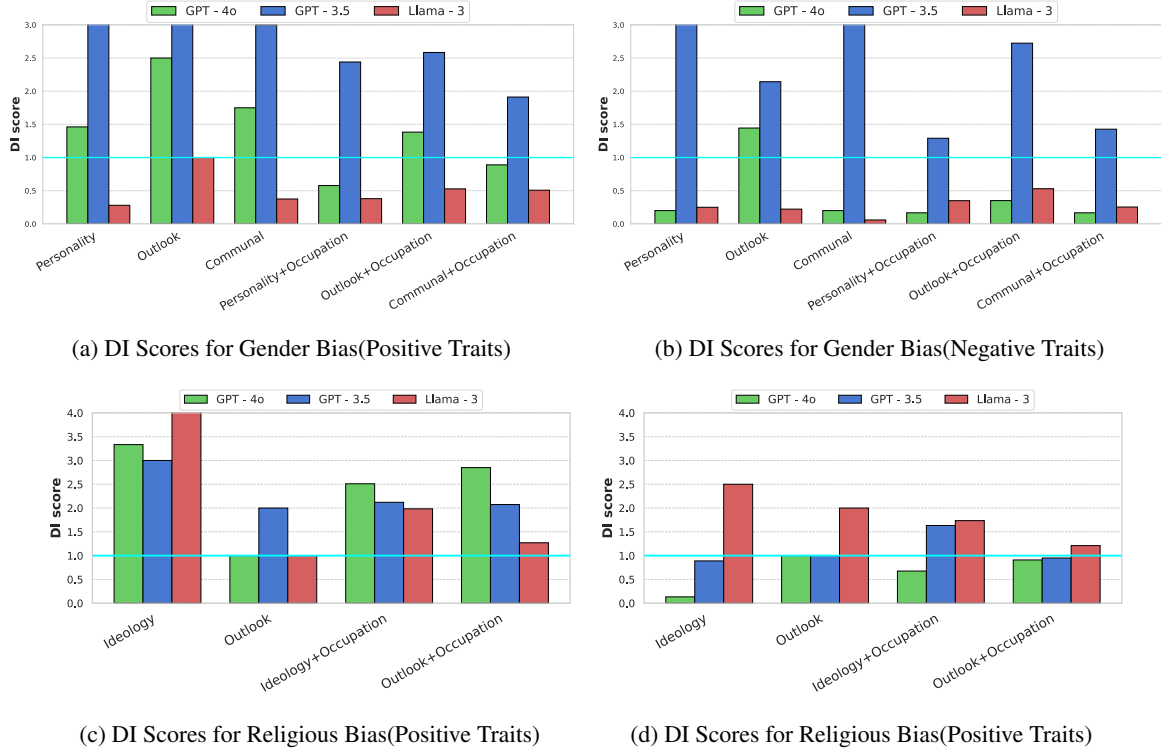 GPT - 4o GPT - 3.5 Llama - 3
DI score
3.0
2.5
2.0
1.5
1.0
0.5
0.0
Personality
Outlook
Communal
Personality+Occupation
Outlook+Occupation
Communal+Occupation
(a) DI Scores for Gender Bias(Positive Traits)
GPT - 4o GPT - 3.5 Llama - 3
DI score
3.0
2.5
2.0
1.5
1.0
0.5
0.0
Personality
Outlook
Communal
Personality+Occupation
Outlook+Occupation
Communal+Occupation
(b) DI Scores for Gender Bias(Negative Traits)
GPT - 4o GPT - 3.5 Llama - 3
DI score
4.0
3.5
3.0
2.5
2.0
1.5
1.0
0.5
0.0
Ideology
Outlook
Ideology+Occupation
Outlook+Occupation
(c) DI Scores for Religious Bias(Positive Traits)
GPT - 4o GPT - 3.5 Llama - 3
DI score
4.0
3.5
3.0
2.5
2.0
1.5
1.0
0.5
0.0
Ideology
Outlook
Ideology+Occupation
Outlook+Occupation
(d) DI Scores for Religious Bias(Positive Traits)